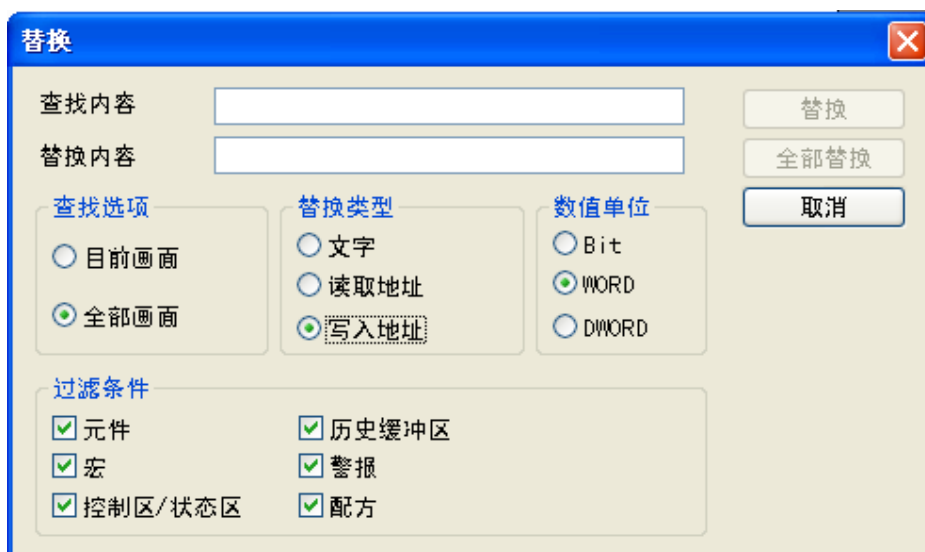 替换
查找内容
替换
替换内容
全部替换
取消
查找选项
目前画面
全部画面
替换类型
文字
读取地址
写入地址
数值单位
Bit
WORD
DWORD
过滤条件
元件
历史缓冲区
宏
警报
控制区/状态区
配方